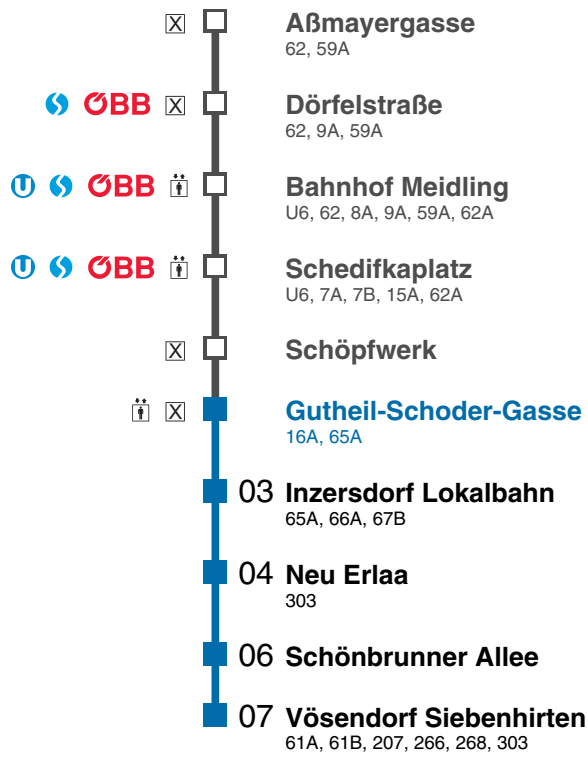 X Aßmayergasse
62, 59A
ÖBB X Dörfelstraße
62, 9A, 59A
U ÖBB Bahnhof Meidling
U6, 62, 8A, 9A, 59A, 62A
U ÖBB Schedifkaplatz
U6, 7A, 7B, 15A, 62A
X Schöpfwerk
X Gutheil-Schoder-Gasse
16A, 65A
03 Inzersdorf Lokalbahn
65A, 66A, 67B
04 Neu Erlaa
303
06 Schönbrunner Allee
07 Vösendorf Siebenhirten
61A, 61B, 207, 266, 268, 303